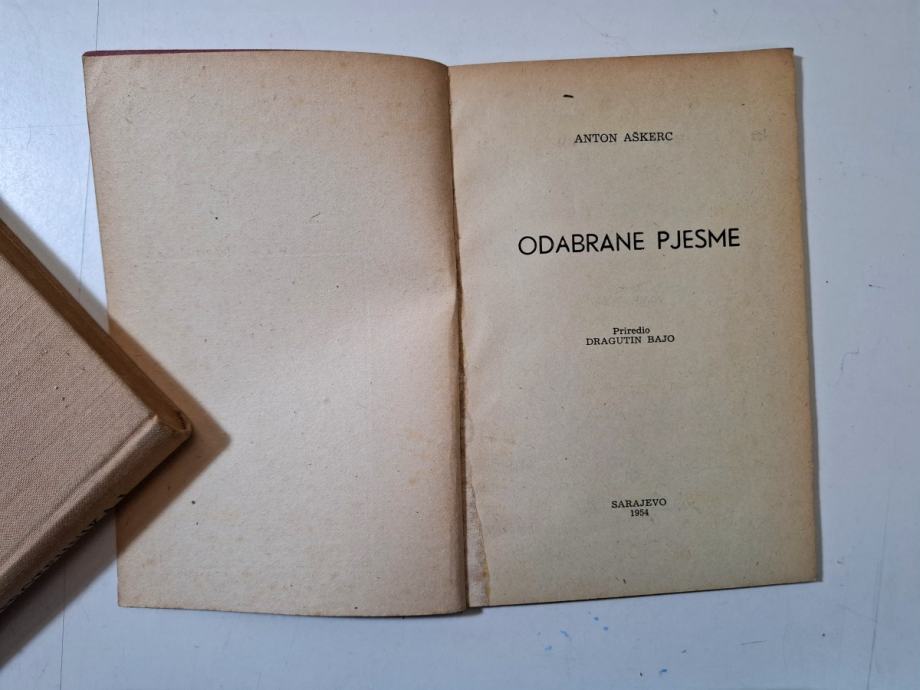 ANTON AŠKERC
ODABRANE PJESME
Priredio
DRAGUTIN BAJO
SARAJEVO
1954